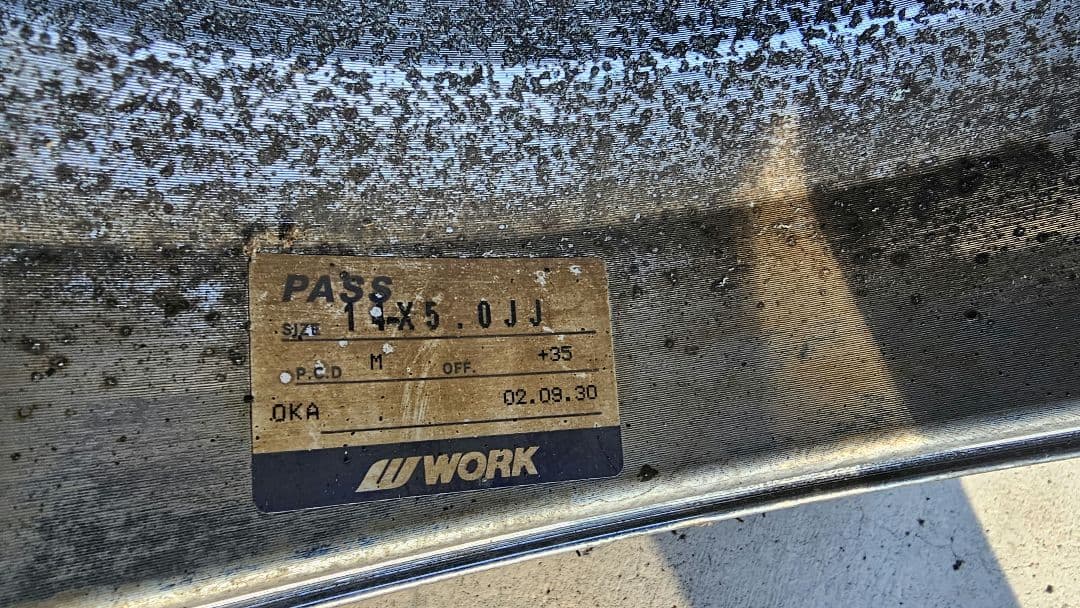 PASS
SIZE 14X5.0JJ
P.C.D M OFF. +35
OKA 02.09.30
W WORK